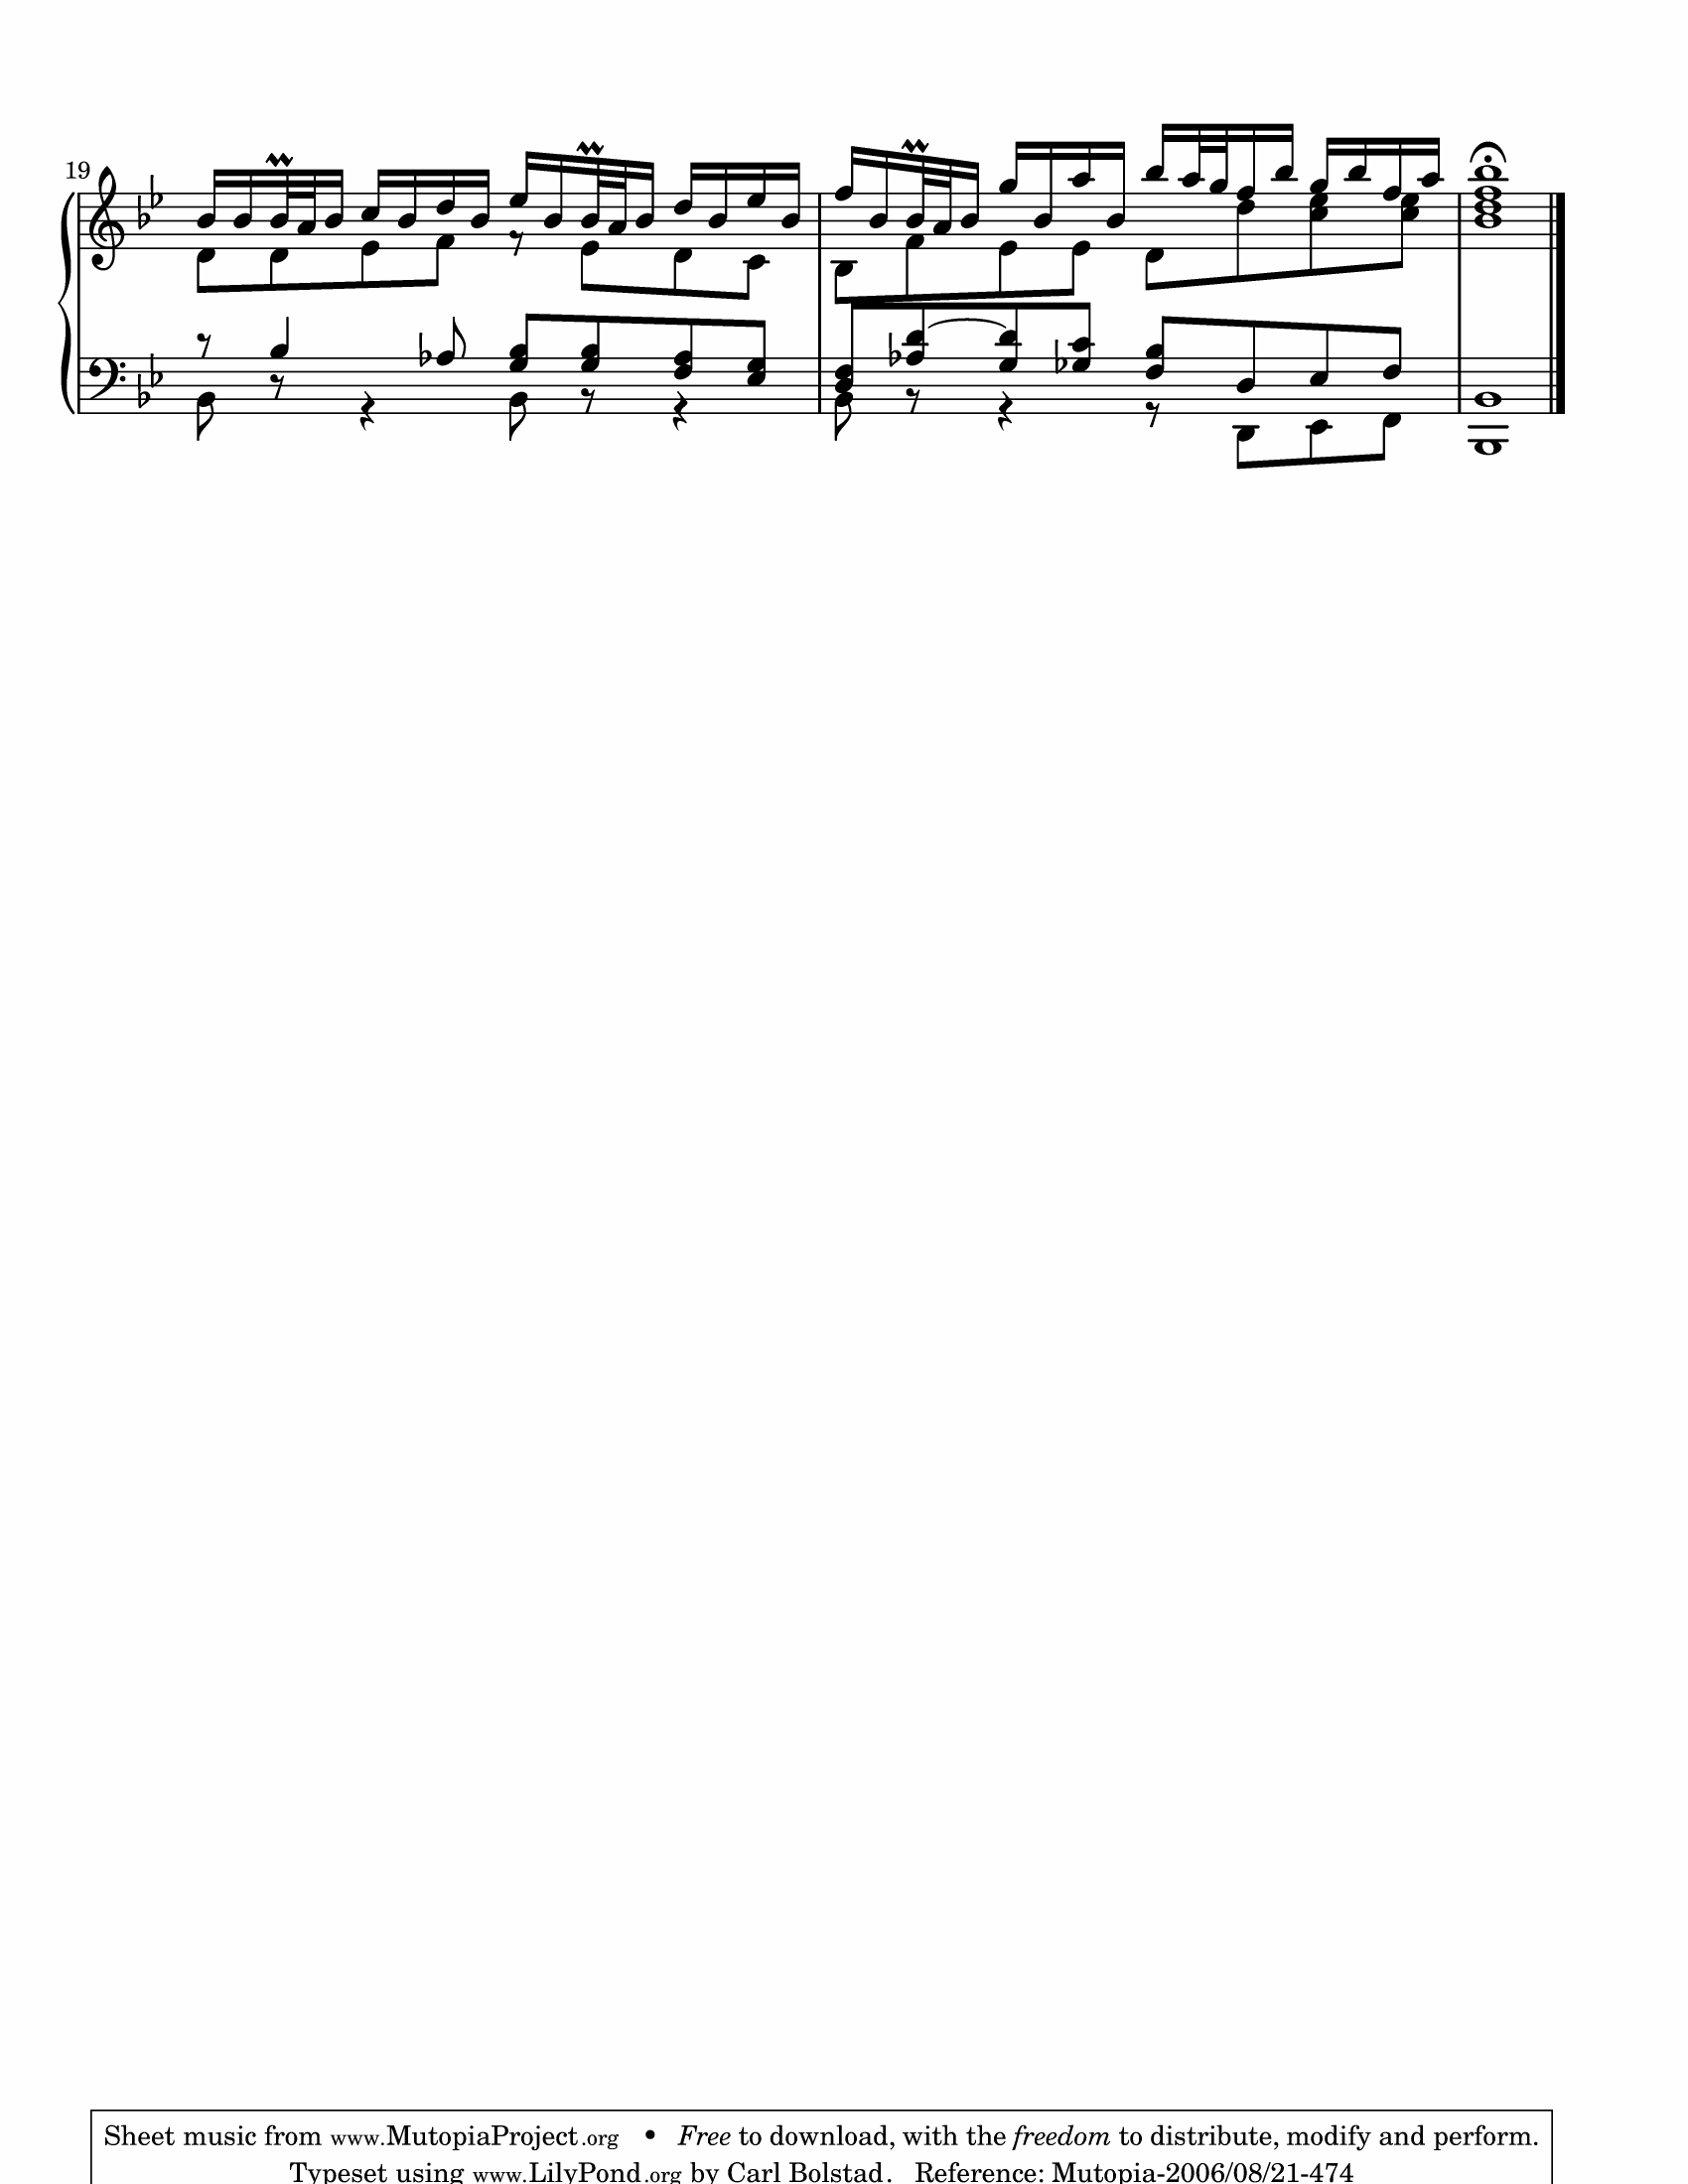 19
Sheet music from www.MutopiaProject.org • Free to download, with the freedom to distribute, modify and perform.
Typeset using www.LilyPond.org by Carl Bolstad. Reference: Mutopia-2006/08/21-474